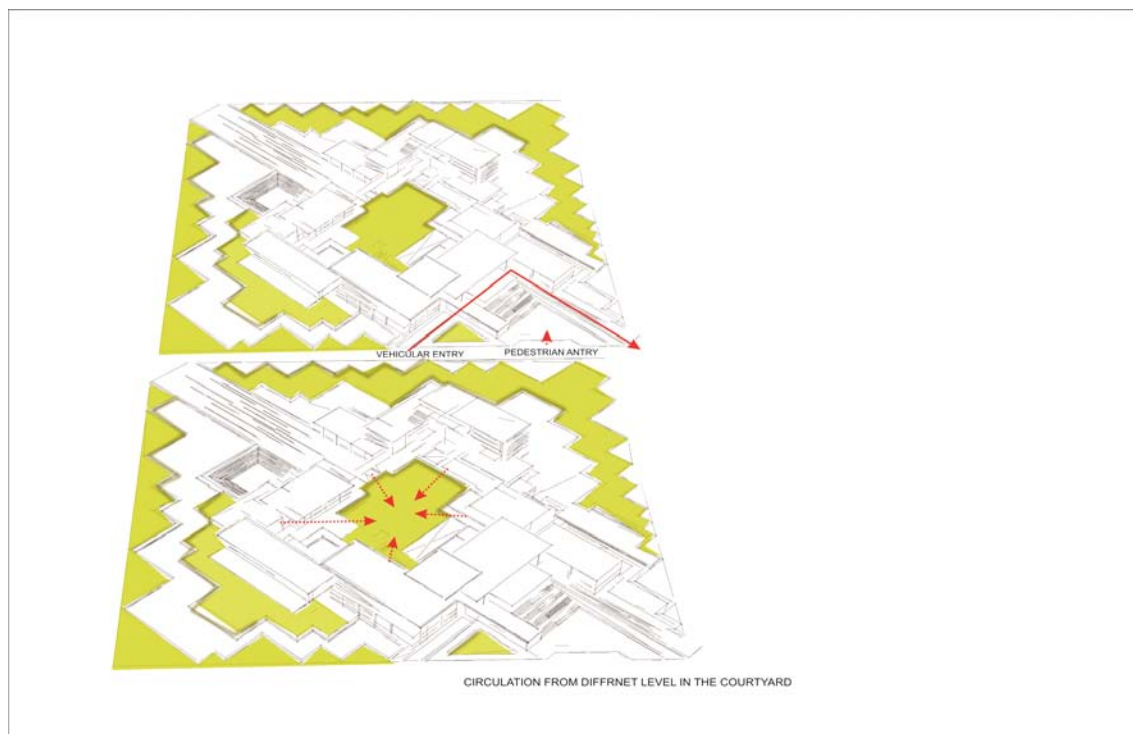 VEHICULAR ENTRY
PEDESTRIAN ANTRY
CIRCULATION FROM DIFFRNET LEVEL IN THE COURTYARD